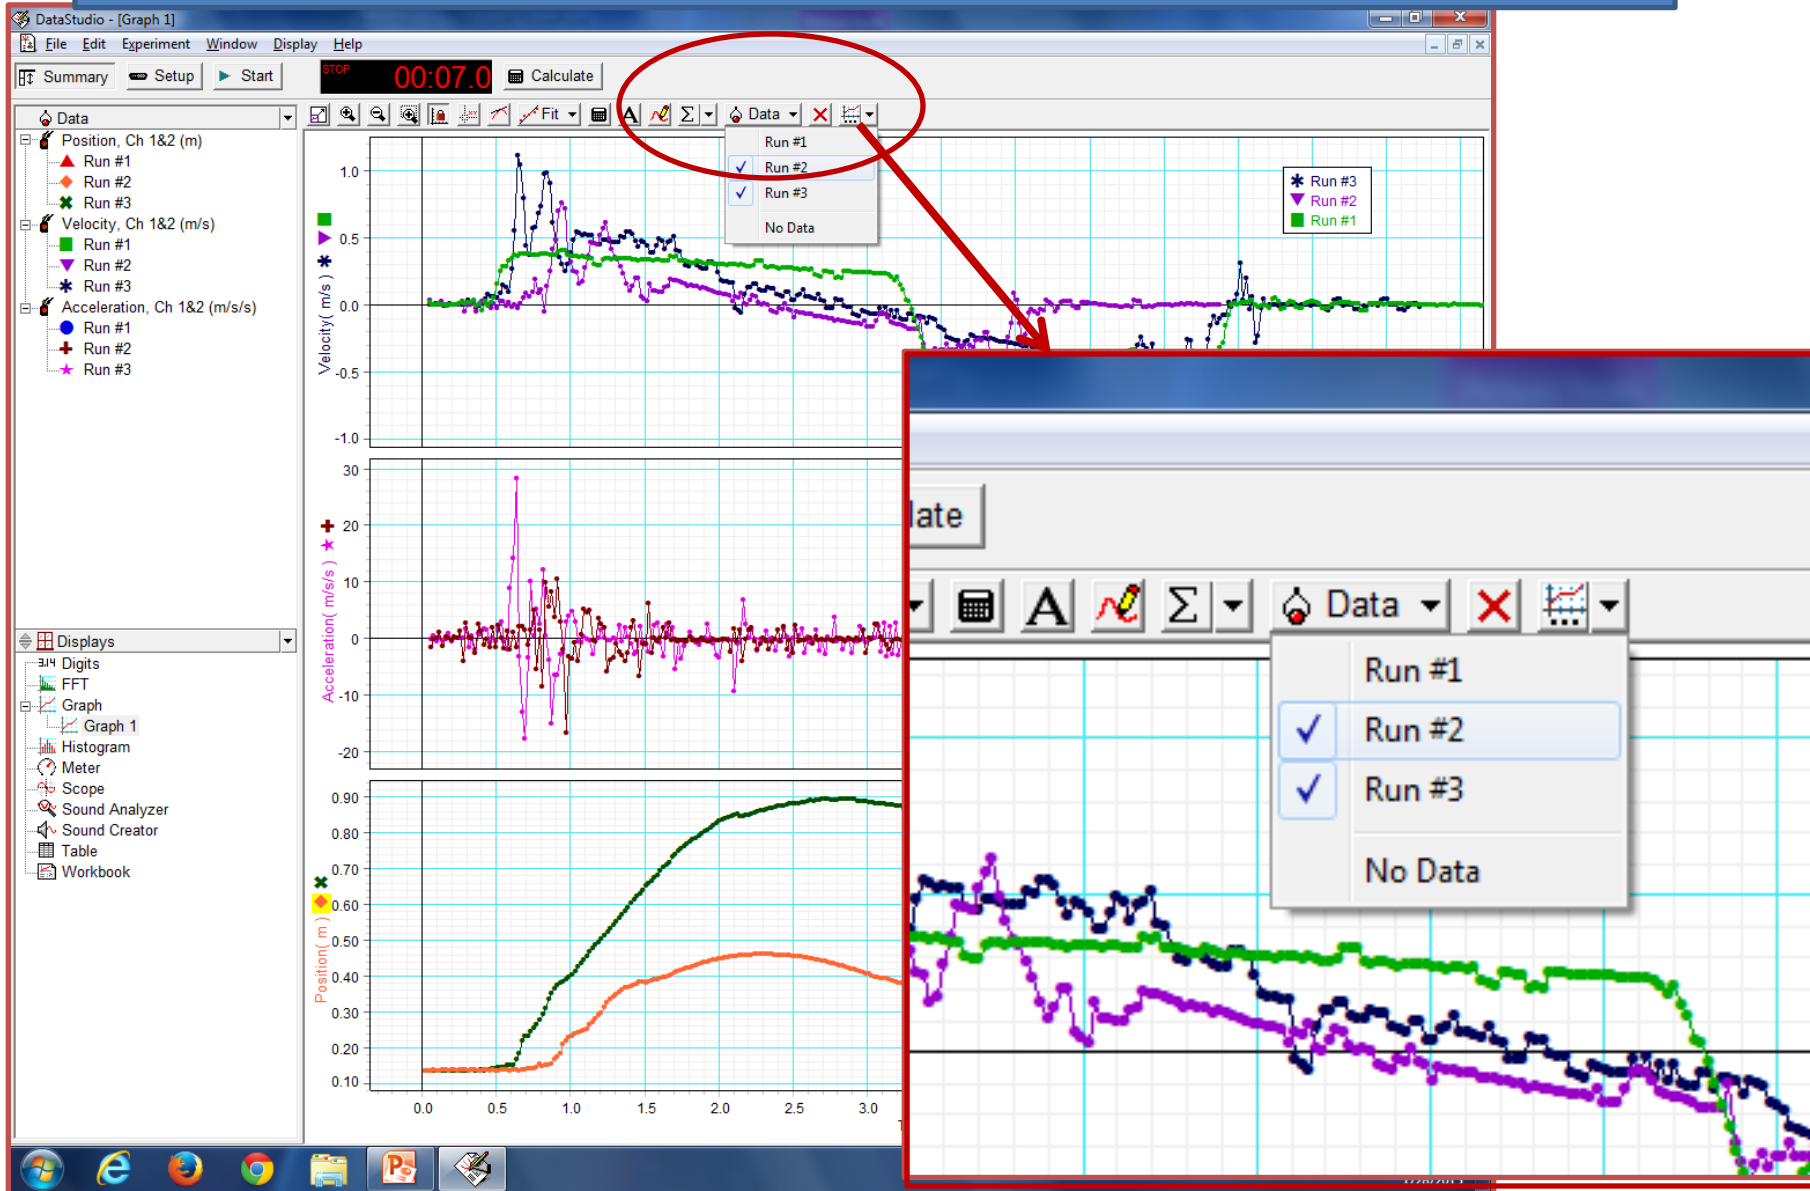 DataStudio - [Graph 1]
File Edit Experiment Window Display Help
Summary Setup Start STOP 00:07.0 Calculate
Data
Fit A Σ Data
Position, Ch 1&2 (m)
Run #1
Run #2
Run #3
Velocity, Ch 1&2 (m/s)
Run #1
Run #2
Run #3
Acceleration, Ch 1&2 (m/s/s)
Run #1
Run #2
Run #3
Displays
3.14 Digits
FFT
Graph
Graph 1
Histogram
Meter
Scope
Sound Analyzer
Sound Creator
Table
Workbook
Run #1
Run #2
Run #3
No Data
Run #3
Run #2
Run #1
Velocity( m/s )
1.0
0.5
0.0
-0.5
-1.0
Acceleration( m/s/s )
30
20
10
0
-10
-20
Position( m )
0.90
0.80
0.70
0.60
0.50
0.40
0.30
0.20
0.10
0.0 0.5 1.0 1.5 2.0 2.5 3.0
late
A Σ Data
Run #1
Run #2
Run #3
No Data